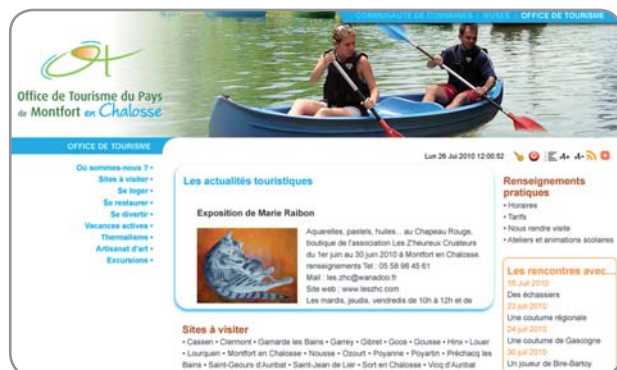 COMMUNAUTÉ DE COMMUNES / MUSÉE / OFFICE DE TOURISME
Office de Tourisme du Pays
de Montfort en Chalosse
OFFICE DE TOURISME
Lun 26 Jui 2010 12:00:52
A+ A-
Où sommes-nous ? •
Sites à visiter •
Se loger •
Se restaurer •
Se divertir •
Vacances actives •
Thermalisme •
Artisanat d'art •
Excursions •
Les actualités touristiques
Exposition de Marie Raibon
Aquarelles, pastels, huiles... au Chapeau Rouge,
boutique de l'association Les Z'heureux Cruateurs
du 1er juin au 30 juin 2010 à Montfort en Chalosse.
renseignements Tel : 05 58 98 45 61
Mail : les.zhc@wanadoo.fr
Site web : www.leszhc.com
Les mardis, jeudis, vendredis de 10h à 12h et de
Sites à visiter
• Cassen • Clermont • Gamarde les Bains • Garrey • Gibret • Goos • Gousse • Hinx • Louer
• Lourquen • Montfort en Chalosse • Nousse • Ozourt • Poyanne • Poyartin • Préchacq les
Bains • Saint-Geours d'Auribat • Saint-Jean de Lier • Sort en Chalosse • Vicq d'Auribat
Renseignements
pratiques
• Horaires
• Tarifs
• Nous rendre visite
• Ateliers et animations scolaires
Les rencontres avec...
16 Juil 2010
Des échassiers
23 juil 2010
Une coutume régionale
24 juil 2010
Une coutume de Gascogne
30 juil 2010
Un joueur de Bire-Bartoy